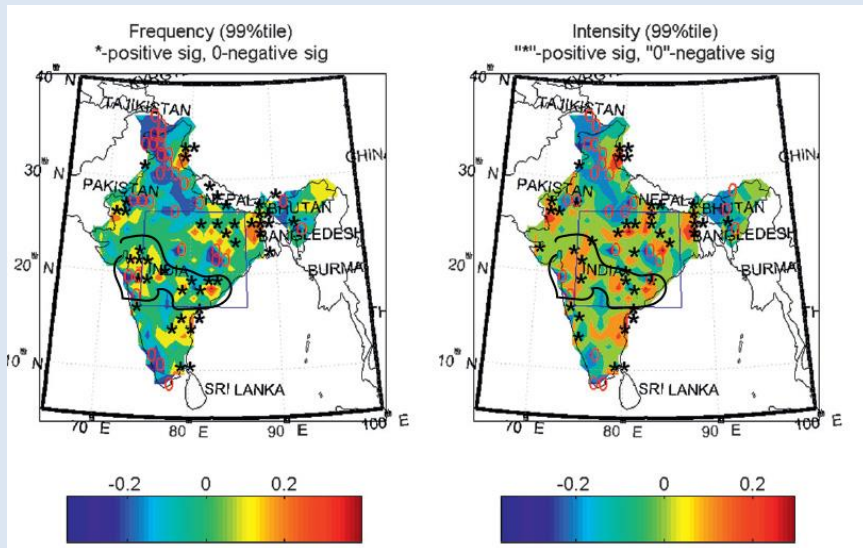 Frequency (99%tile)
*-positive sig, 0-negative sig
40° N
30 N
20 N
10 N
TAJIKISTAN
CHINA
PAKISTAN
NEPAL
BHUTAN
BANGLEDESH
INDIA
BURMA
SRI LANKA
70 E
80 E
90 E
100 E
-0.2 0 0.2
Intensity (99%tile)
"*"-positive sig, "0"-negative sig
40 N
30 N
20 N
10 N
TAJIKISTAN
CHINA
PAKISTAN
NEPAL
BHUTAN
BANGLEDESH
INDIA
BURMA
SRI LANKA
70 E
80 E
90 E
100 E
-0.2 0 0.2